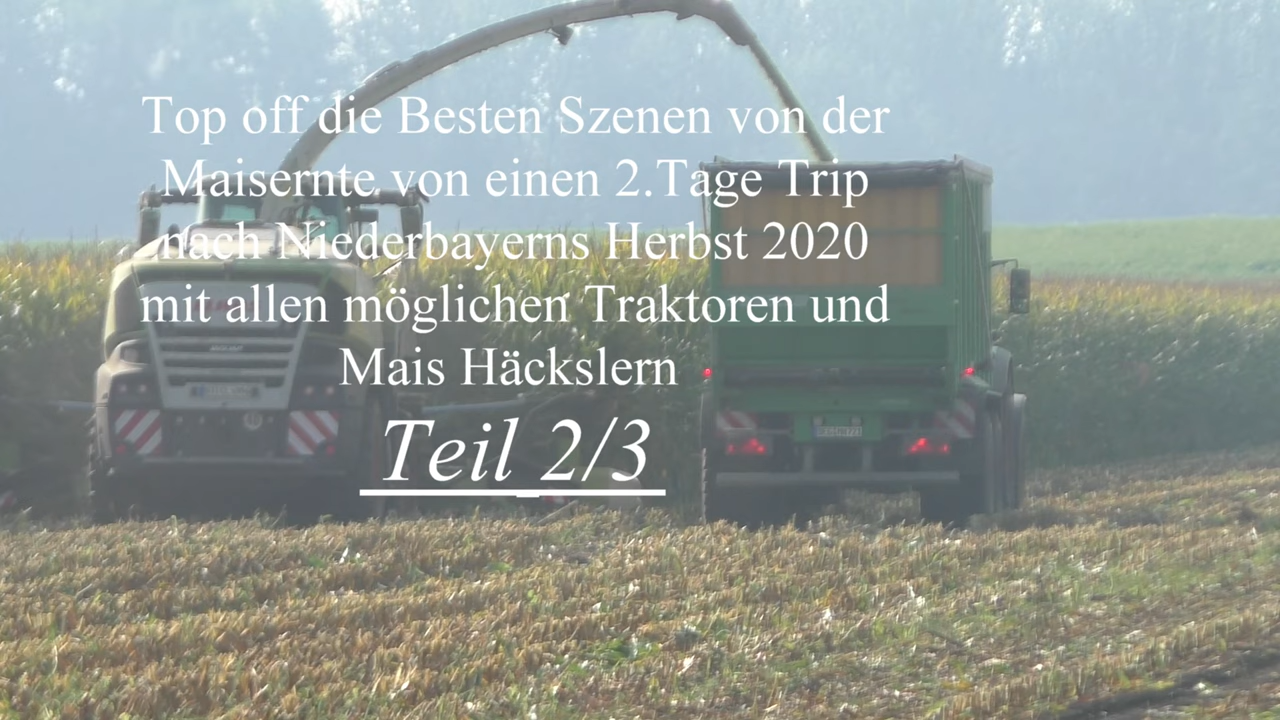 Top off die Besten Szenen von der
Maisernte von einen 2.Tage Trip
nach Niederbayerns Herbst 2020
mit allen möglichen Traktoren und
Mais Häckslern
Teil 2/3